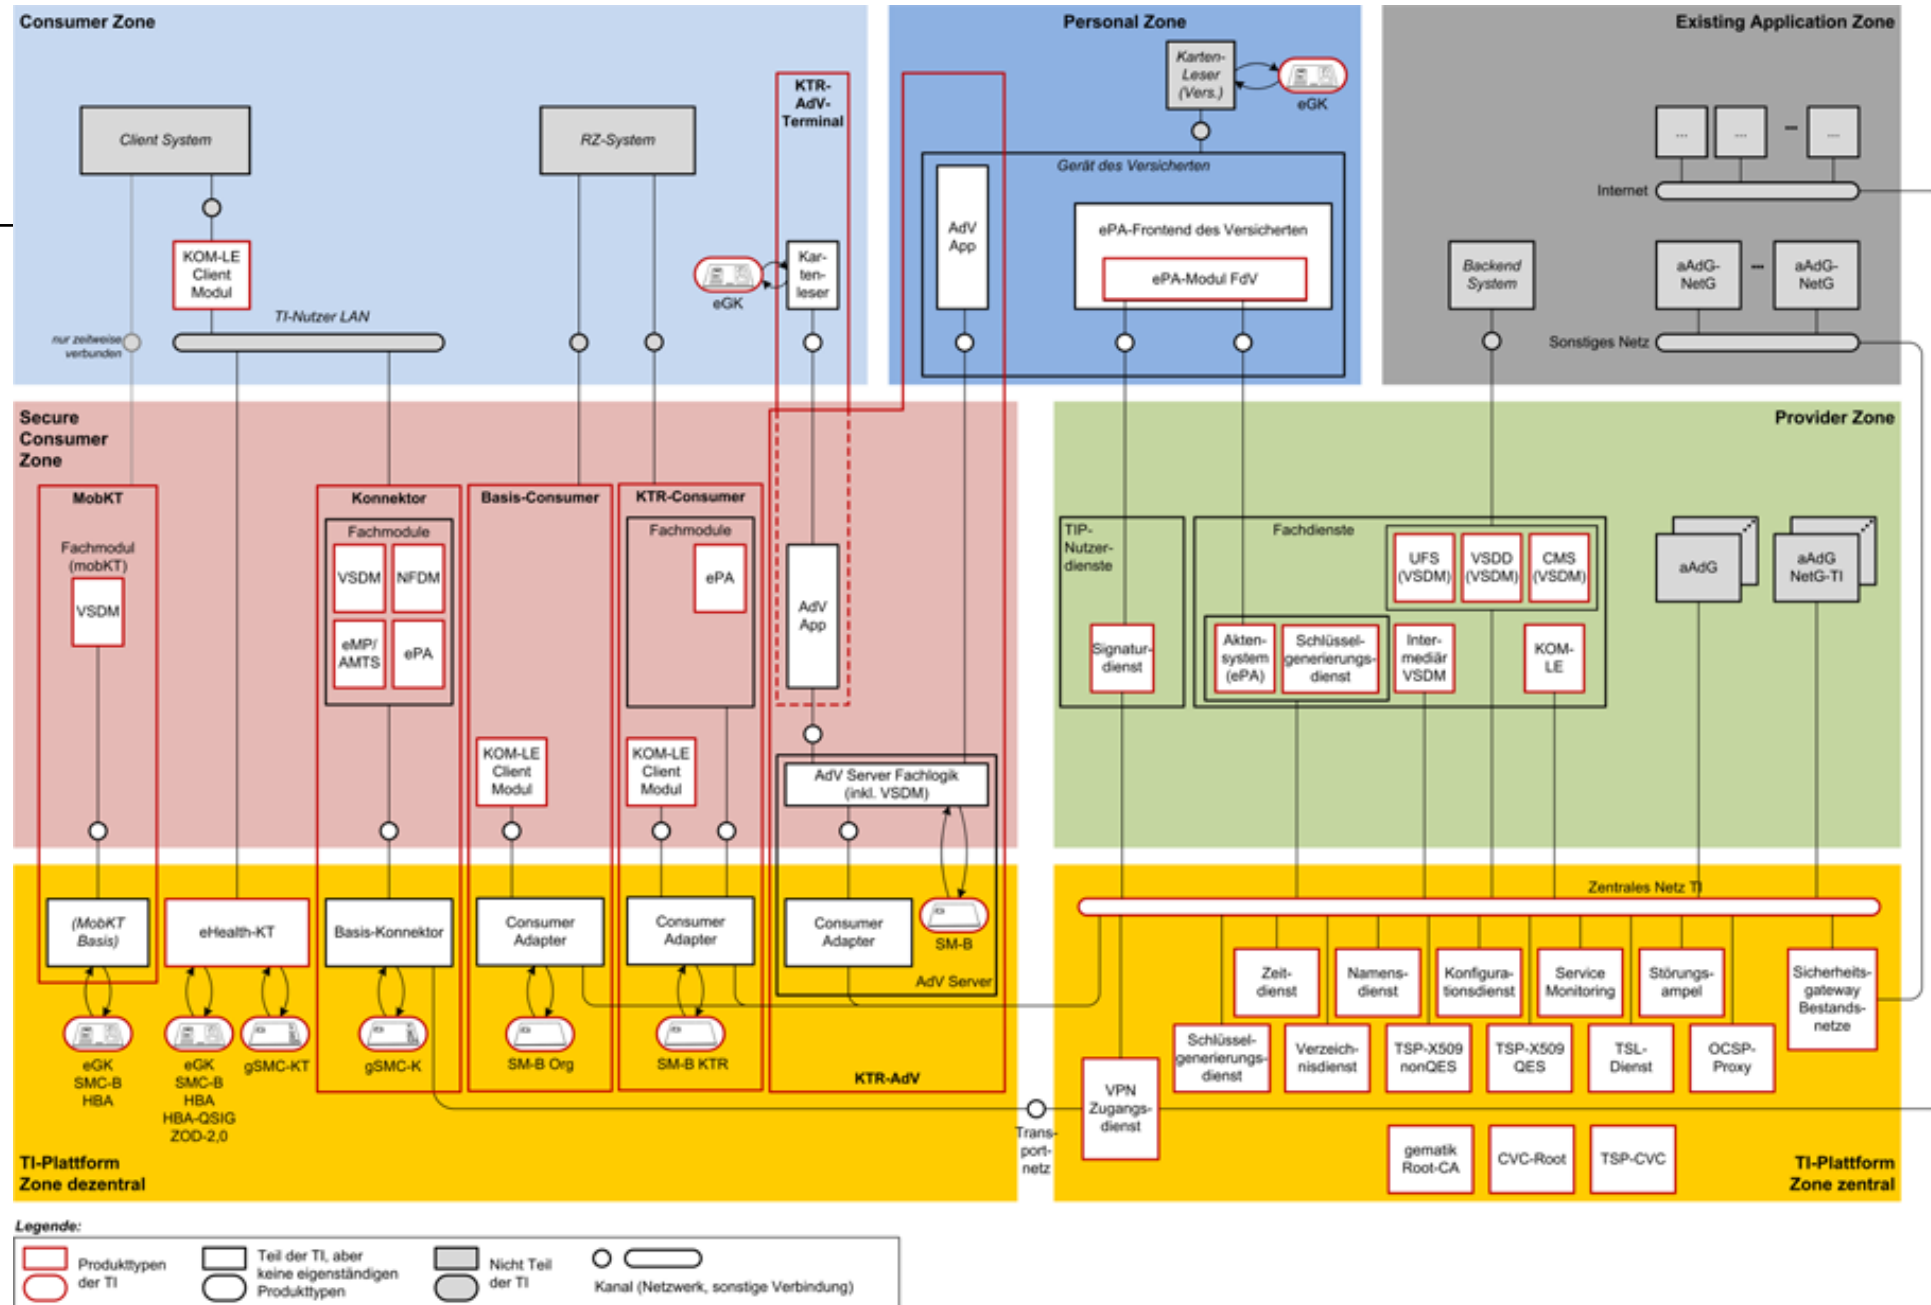 Consumer Zone
Personal Zone
Existing Application Zone
Client System
RZ-System
KTR-
AdV-
Terminal
Karten-
Leser
(Vers.)
eGK
Gerät des Versicherten
...
...
...
Internet
KOM-LE
Client
Modul
eGK
Kar-
ten-
leser
AdV
App
ePA-Frontend des Versicherten
ePA-Modul FdV
Backend
System
aAdG-
NetG
aAdG-
NetG
TI-Nutzer LAN
nur zeitweise
verbunden
Sonstiges Netz
Secure
Consumer
Zone
Provider Zone
MobKT
Fachmodul
(mobKT)
VSDM
Konnektor
Fachmodule
VSDM
NFDM
eMP/
AMTS
ePA
Basis-Consumer
KTR-Consumer
Fachmodule
ePA
AdV
App
TIP-
Nutzer-
dienste
Signatur-
dienst
Fachdienste
UFS
(VSDM)
VSDD
(VSDM)
CMS
(VSDM)
Akten-
system
(ePA)
Schlüssel-
generierungs-
dienst
Inter-
mediär
VSDM
KOM-
LE
aAdG
aAdG
NetG-TI
KOM-LE
Client
Modul
KOM-LE
Client
Modul
AdV Server Fachlogik
(inkl. VSDM)
Zentrales Netz TI
(MobKT
Basis)
eHealth-KT
Basis-Konnektor
Consumer
Adapter
Consumer
Adapter
Consumer
Adapter
SM-B
AdV Server
Zeit-
dienst
Namens-
dienst
Konfigura-
tionsdienst
Service
Monitoring
Störungs-
ampel
Sicherheits-
gateway
Bestands-
netze
eGK
SMC-B
HBA
eGK
SMC-B
HBA
HBA-QSIG
ZOD-2,0
gSMC-KT
gSMC-K
SM-B Org
SM-B KTR
KTR-AdV
Schlüssel-
generierungs-
dienst
Verzeich-
nisdienst
TSP-X509
nonQES
TSP-X509
QES
TSL-
Dienst
OCSP-
Proxy
VPN
Zugangs-
dienst
Trans-
port-
netz
gematik
Root-CA
CVC-Root
TSP-CVC
TI-Plattform
Zone dezentral
TI-Plattform
Zone zentral
Legende:
Produkttypen
der TI
Teil der TI, aber
keine eigenständigen
Produkttypen
Nicht Teil
der TI
Kanal (Netzwerk, sonstige Verbindung)